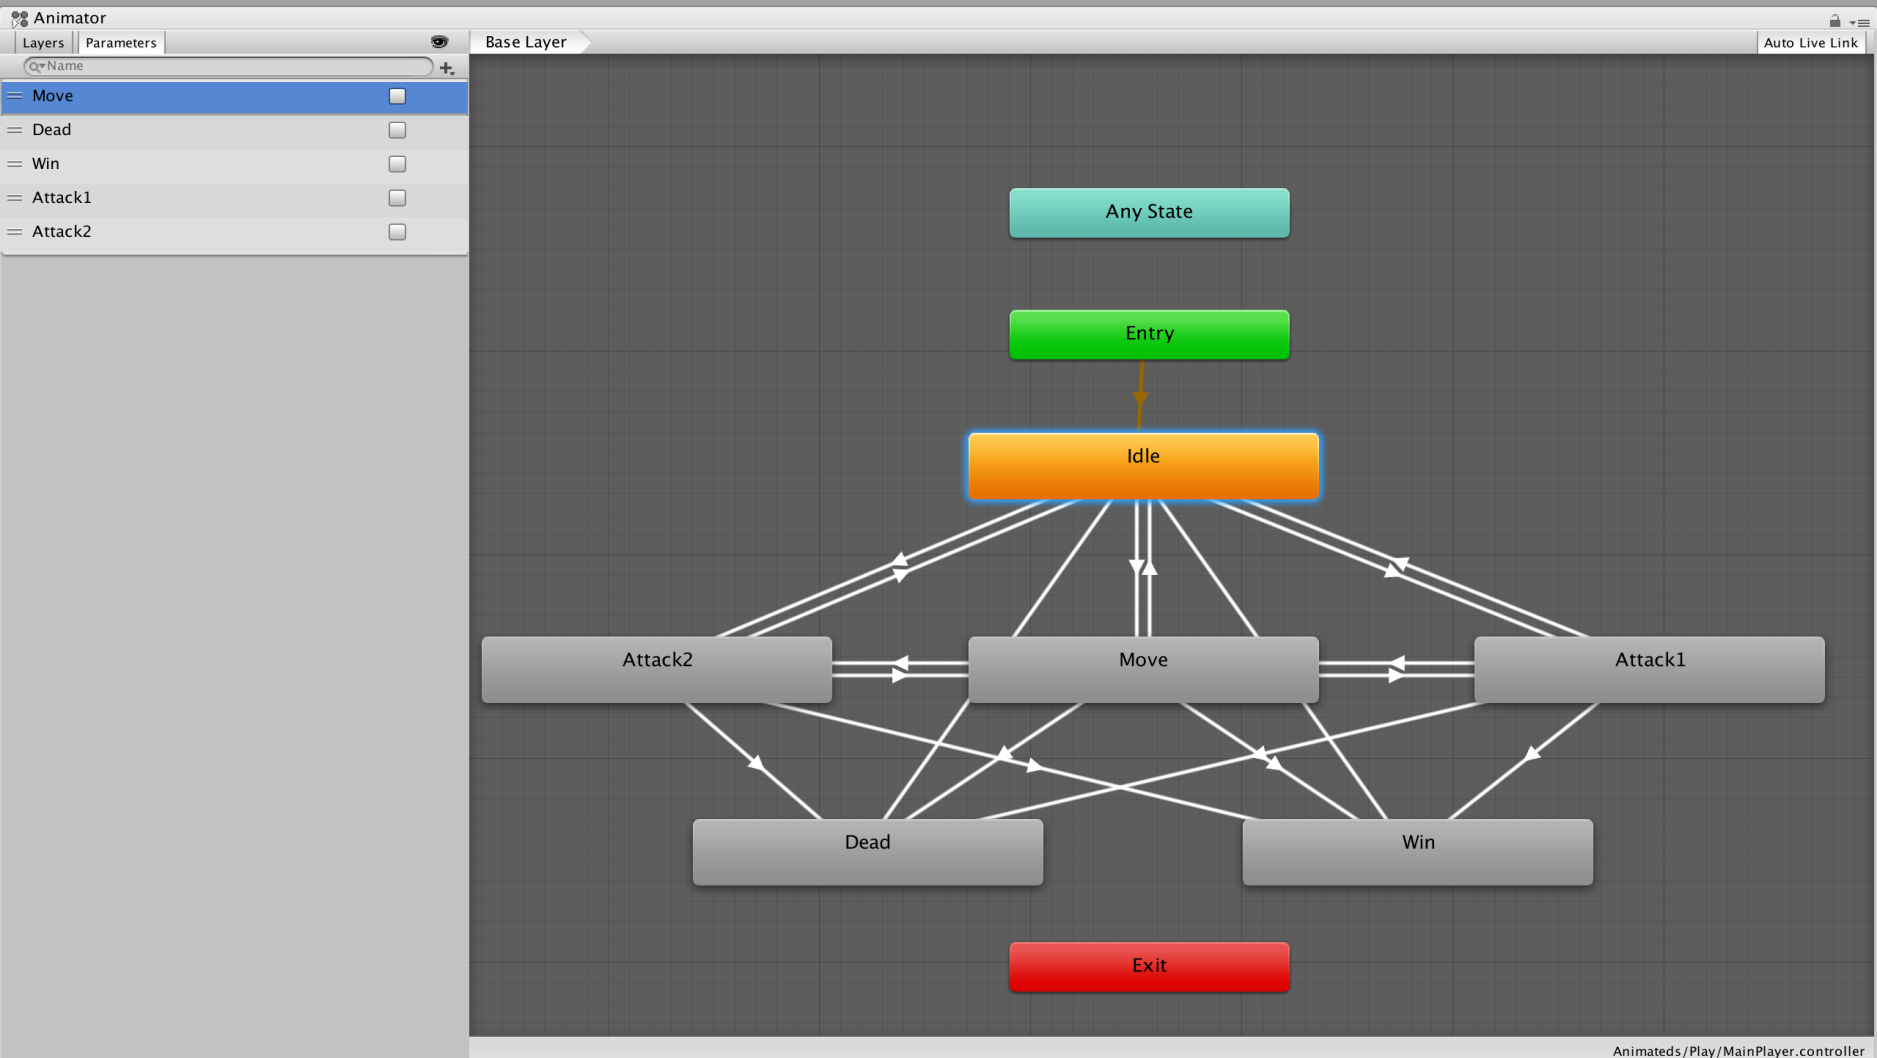 Animator
Layers
Parameters
Base Layer
Auto Live Link
Name
Move
Dead
Win
Attack1
Attack2
Any State
Entry
Idle
Attack2
Move
Attack1
Dead
Win
Exit
Animateds/Play/MainPlayer.controller